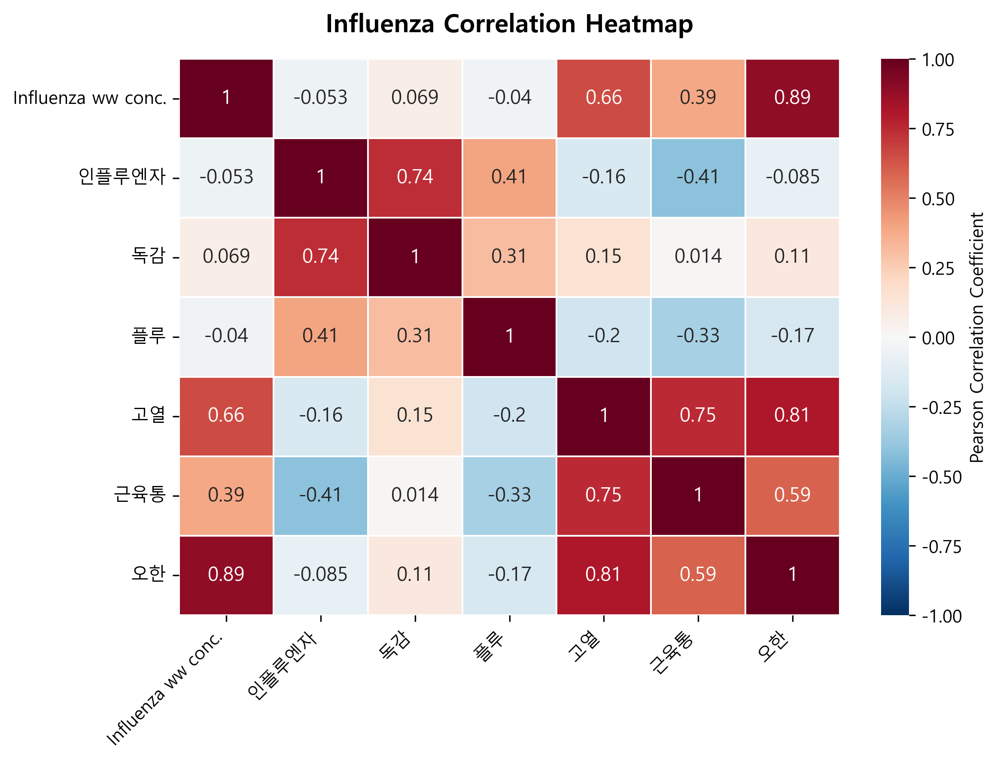 Influenza Correlation Heatmap
Influenza ww conc. 1 -0.053 0.069 -0.04 0.66 0.39 0.89
인플루엔자 -0.053 1 0.74 0.41 -0.16 -0.41 -0.085
독감 0.069 0.74 1 0.31 0.15 0.014 0.11
플루 -0.04 0.41 0.31 1 -0.2 -0.33 -0.17
고열 0.66 -0.16 0.15 -0.2 1 0.75 0.81
근육통 0.39 -0.41 0.014 -0.33 0.75 1 0.59
오한 0.89 -0.085 0.11 -0.17 0.81 0.59 1
Influenza ww conc. 인플루엔자 독감 플루 고열 근육통 오한
1.00
0.75
0.50
0.25
0.00
-0.25
-0.50
-0.75
-1.00
Pearson Correlation Coefficient